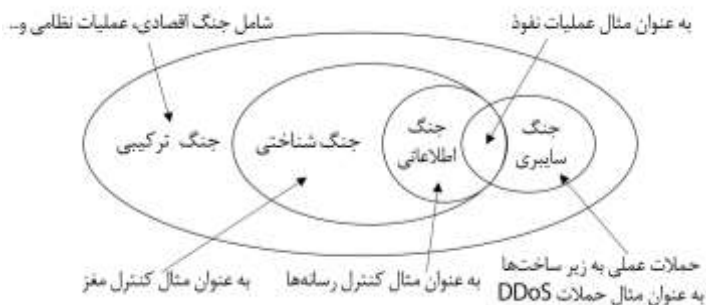 شامل جنگ اقتصادی، عملیات نظامی و...
به عنوان مثال عملیات نفوذ
جنگ ترکیبی
جنگ شناختی
جنگ
اطلاعاتی
جنگ
سایبری
به عنوان مثال کنترل مغز
به عنوان مثال کنترل رسانه‌ها
حملات عملی به زیر ساخت‌ها
به عنوان مثال حملات DDoS